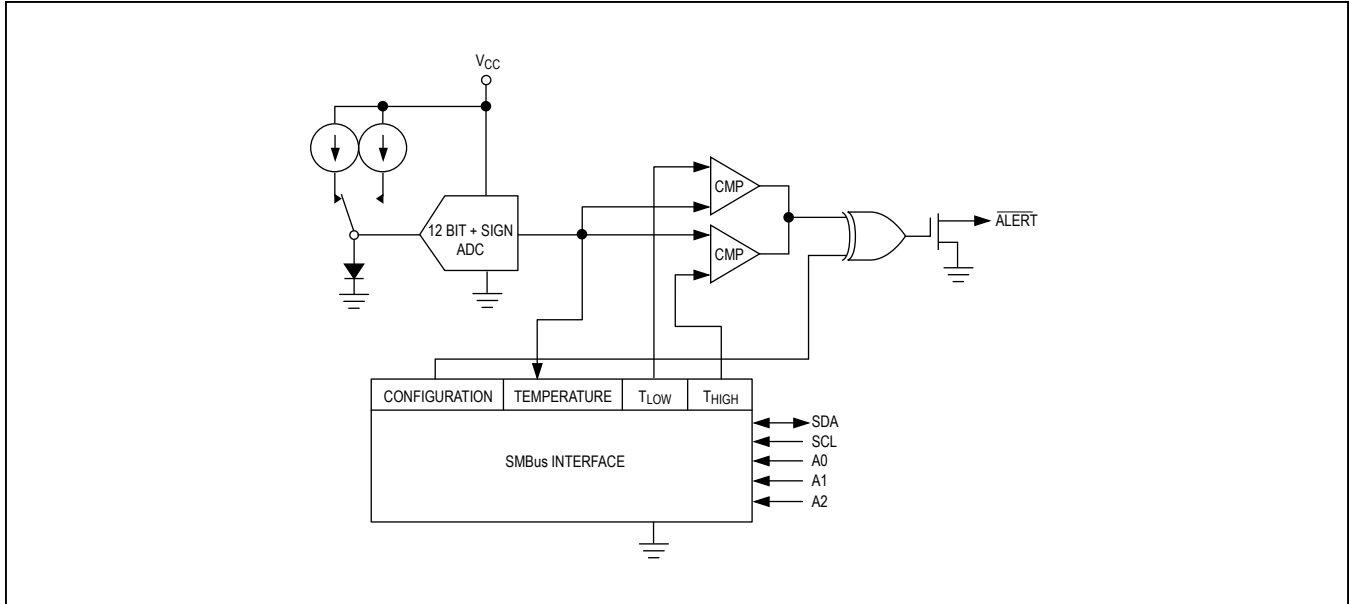 VCC
CMP
12 BIT + SIGN
ADC
CMP
ALERT
CONFIGURATION
TEMPERATURE
TLOW
THIGH
SMBus INTERFACE
SDA
SCL
A0
A1
A2